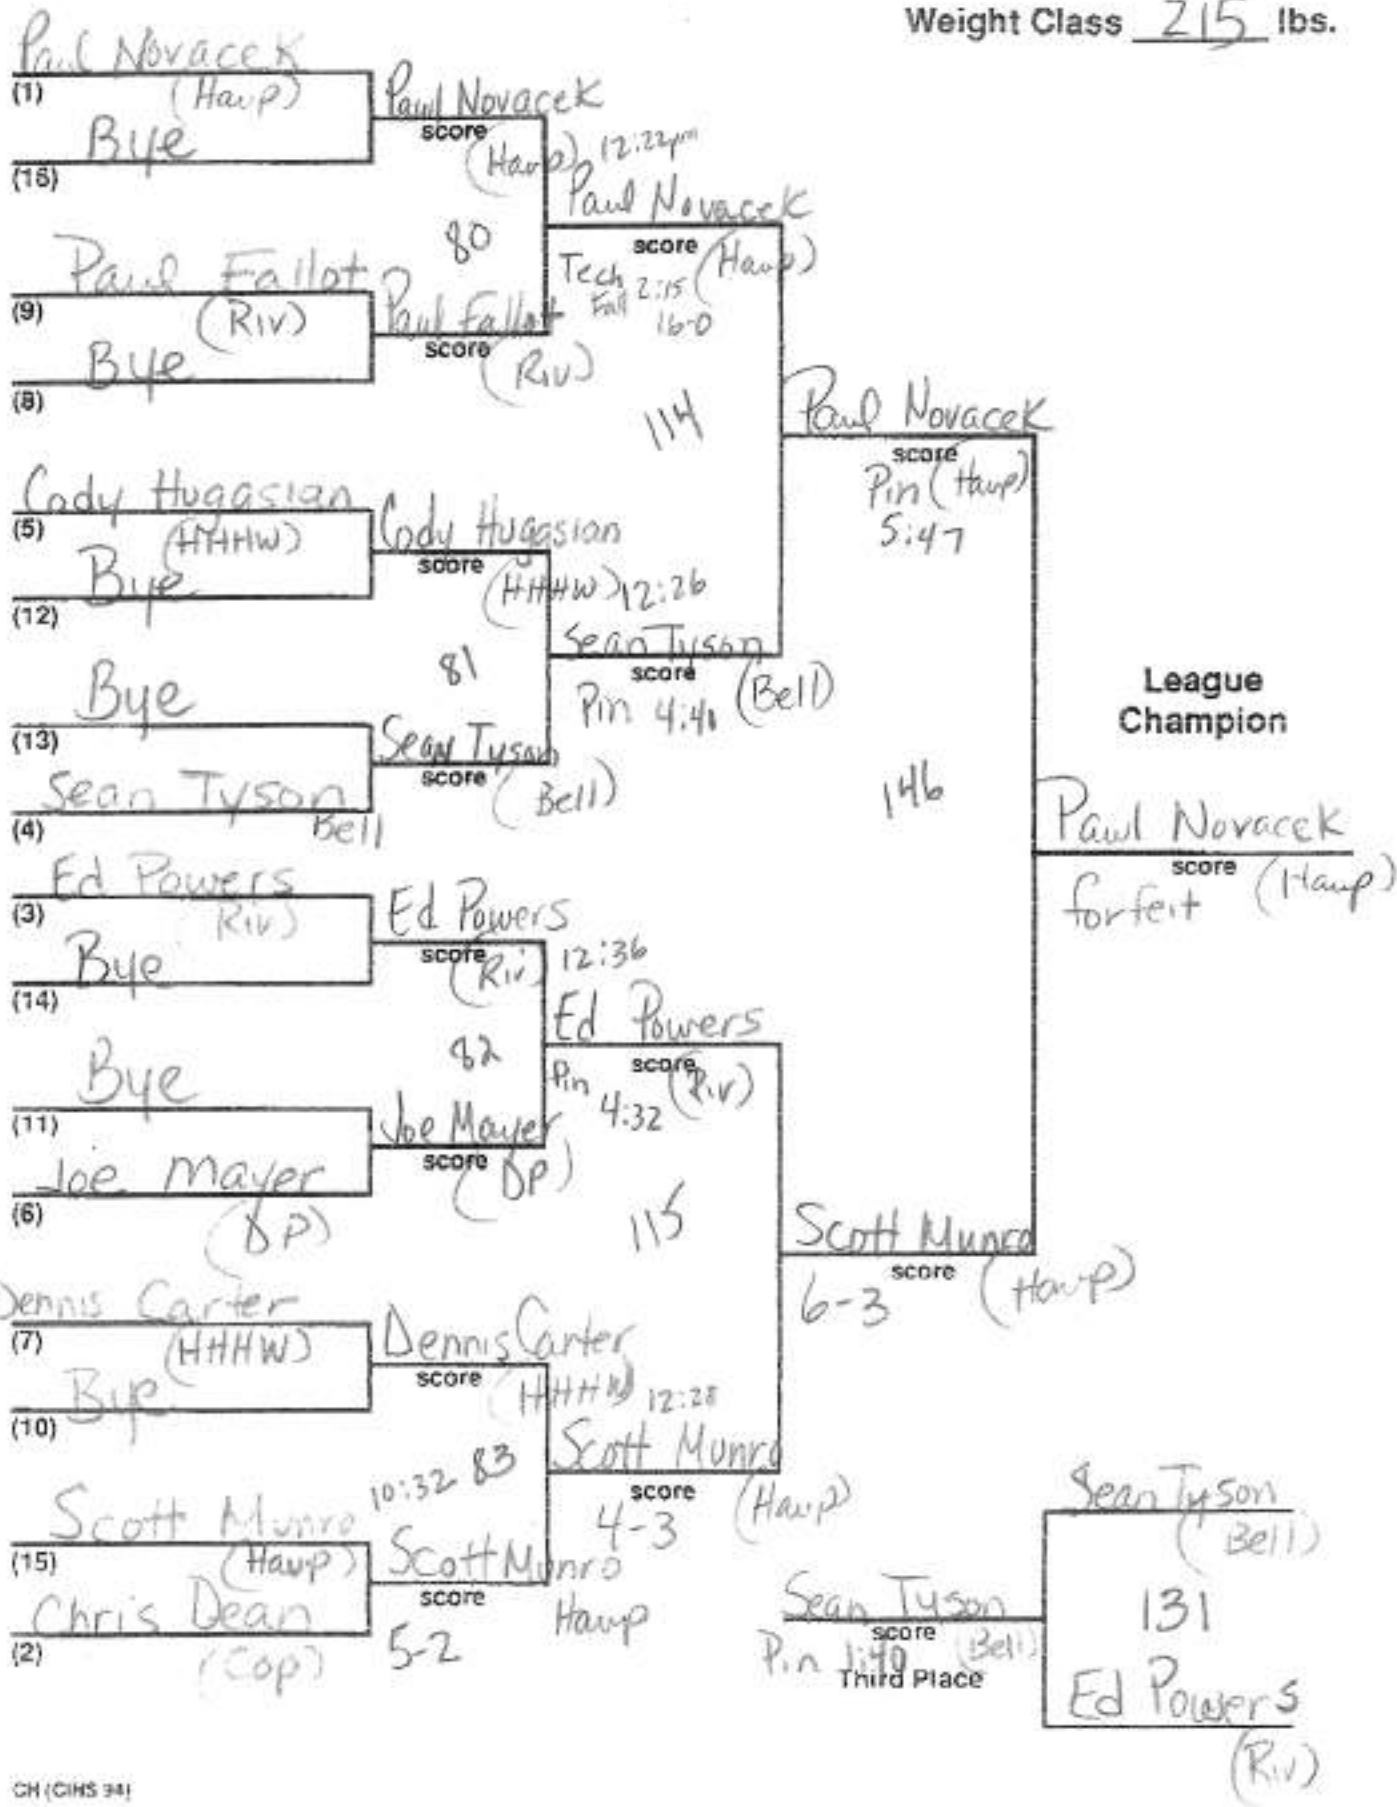 Weight Class 215 lbs.
Paul Novacek
(1)
(Haup)
Bye
(16)
Paul Novacek
score
(Haup)
12:22pm
80
Paul Fallot
(9)
(Riv)
Bye
(8)
Paul Fallot
score
(Riv)
Paul Novacek
score
(Haup)
Tech Fall 2:15
16-0
114
Cody Hugasian
(5)
(HHHW)
Bye
(12)
Cody Hugasian
score
(HHHW)
12:26
81
Bye
(13)
Sean Tyson
(4)
Bell
Sean Tyson
score
(Bell)
Sean Tyson
score
Pin 4:41
(Bell)
Paul Novacek
score
Pin (Haup)
5:47
146
Ed Powers
(3)
(Riv)
Bye
(14)
Ed Powers
score
(Riv)
12:36
82
Bye
(11)
Joe Mayer
(6)
(DP)
Joe Mayer
score
(DP)
Ed Powers
score
Pin
4:32
(Riv)
115
Dennis Carter
(7)
(HHHW)
Bye
(10)
Dennis Carter
score
(HHHW)
12:28
10:32
83
Scott Munro
(15)
(Haup)
Chris Dean
(2)
(Cop)
Scott Munro
score
Haup
5-2
Scott Munro
score
(Haup)
4-3
Scott Munro
score
(Haup)
6-3
League
Champion
Paul Novacek
score
(Haup)
forfeit
Sean Tyson
(Bell)
131
Ed Powers
(Riv)
Sean Tyson
score
(Bell)
Pin 1:40
Third Place